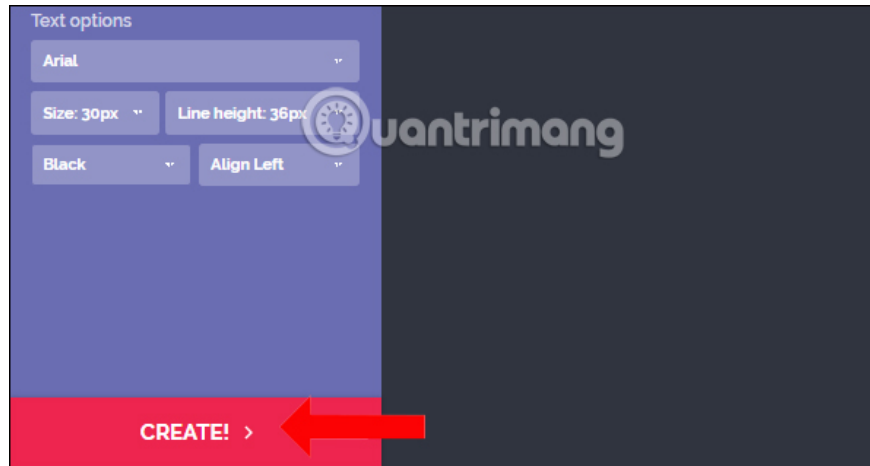 Text options
Arial
Size: 30px Line height: 36px
Quantrimang
Black Align Left
CREATE! >